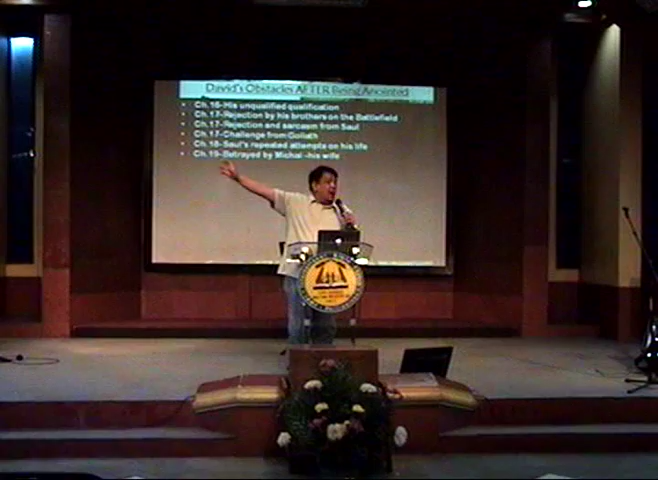 David's Obstacles AFTER Being Anointed
• Ch.16-His unqualified qualification
• Ch.17-Rejection by his brothers on the Battlefield
• Ch.17-Rejection and sarcasm from Saul
• Ch.17-Challenge from Goliath
• Ch.18-Saul's repeated attempts on his life
• Ch.19-Betrayed by Michal -his wife